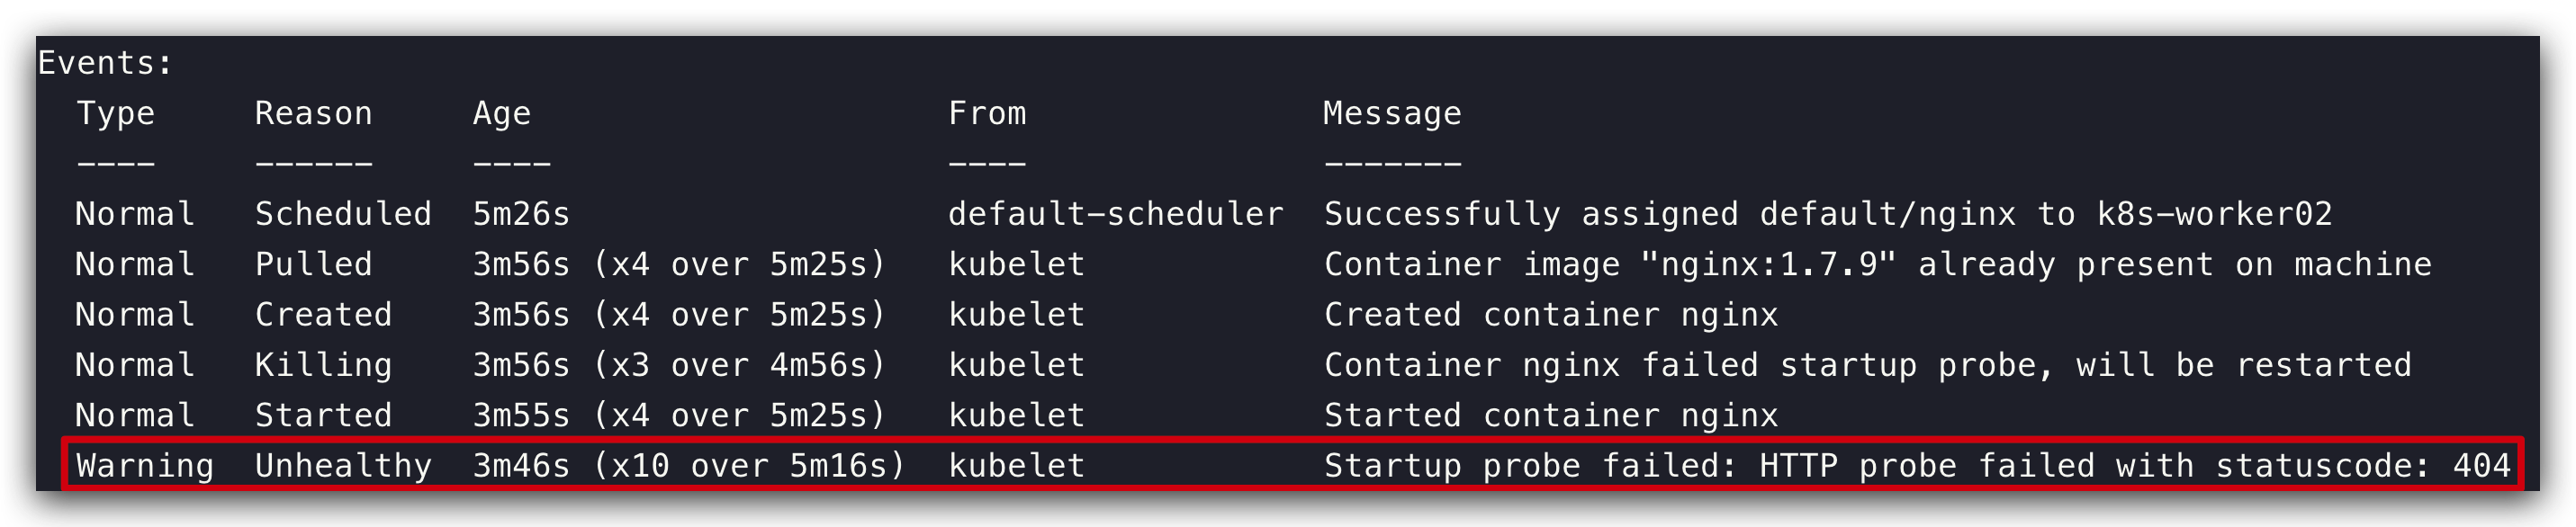 Events:
  Type     Reason     Age                    From               Message
  ----     ------     ----                   ----               -------
  Normal   Scheduled  5m26s                  default-scheduler  Successfully assigned default/nginx to k8s-worker02
  Normal   Pulled     3m56s (x4 over 5m25s)  kubelet            Container image "nginx:1.7.9" already present on machine
  Normal   Created    3m56s (x4 over 5m25s)  kubelet            Created container nginx
  Normal   Killing    3m56s (x3 over 4m56s)  kubelet            Container nginx failed startup probe, will be restarted
  Normal   Started    3m55s (x4 over 5m25s)  kubelet            Started container nginx
  Warning  Unhealthy  3m46s (x10 over 5m16s)  kubelet            Startup probe failed: HTTP probe failed with statuscode: 404